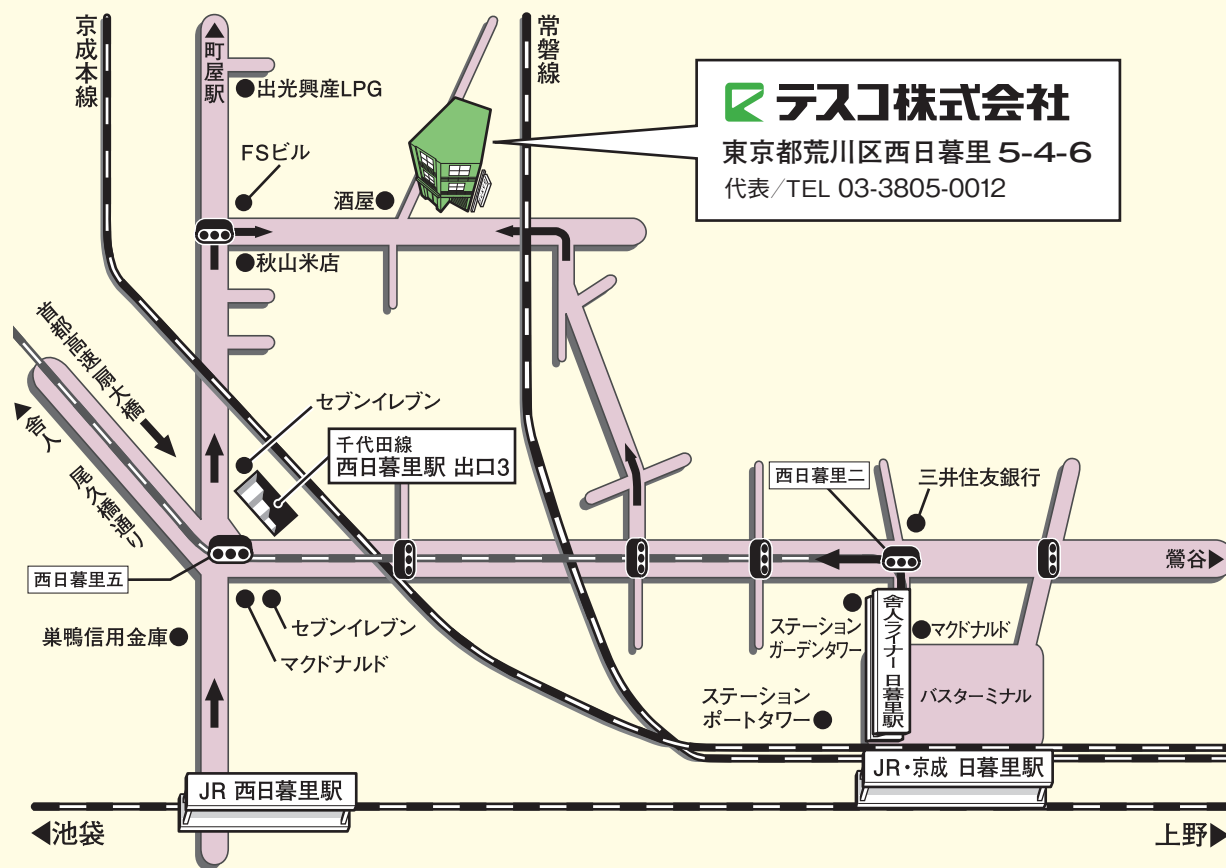 京成本線
▲町屋駅
出光興産LPG
FSビル
酒屋
常磐線
テスコ株式会社
東京都荒川区西日暮里 5-4-6
代表/TEL 03-3805-0012
秋山米店
首都高速扇大橋
▲舎人
尾久橋通り
セブンイレブン
千代田線
西日暮里駅 出口3
西日暮里二
三井住友銀行
鶯谷▶
西日暮里五
巣鴨信用金庫
セブンイレブン
マクドナルド
ステーション
ガーデンタワー
舎人ライナー 日暮里駅
マクドナルド
ステーション
ポートタワー
バスターミナル
JR 西日暮里駅
JR・京成 日暮里駅
◀池袋
上野▶